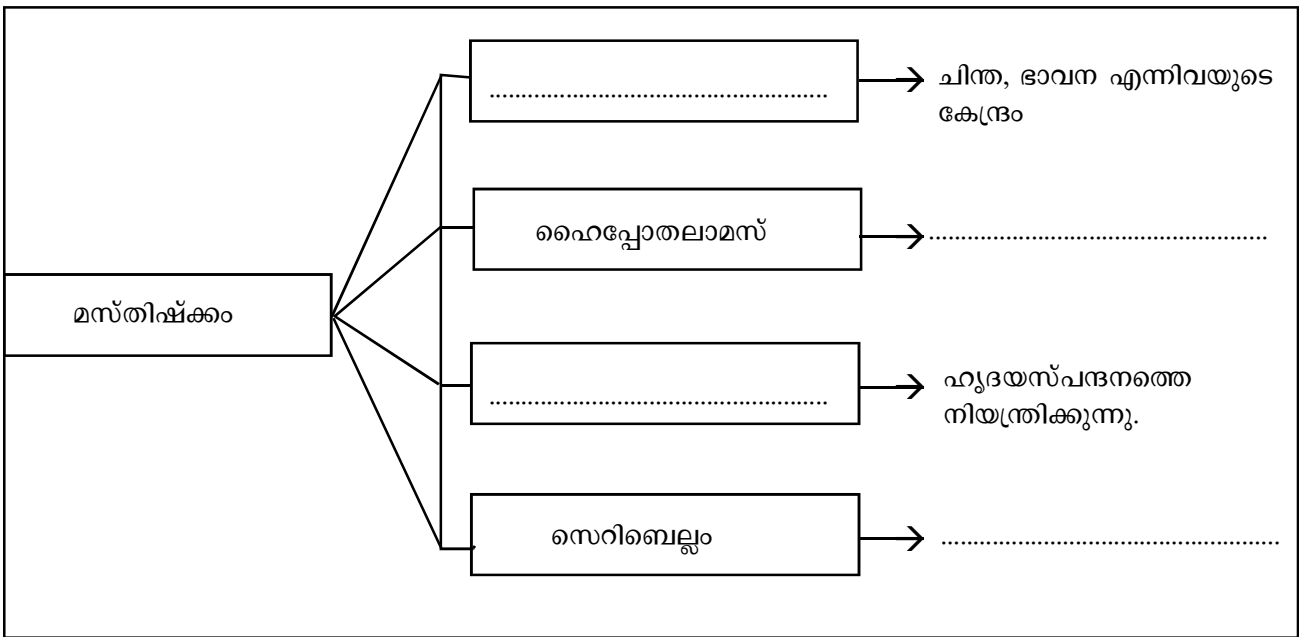 ................................................
ചിന്ത, ഭാവന എന്നിവയുടെ
കേന്ദ്രം
ഹൈപ്പോതലാമസ്
................................................
മസ്തിഷ്ക്കം
................................................
ഹൃദയസ്പന്ദനത്തെ
നിയന്ത്രിക്കുന്നു.
സെറിബെല്ലം
................................................